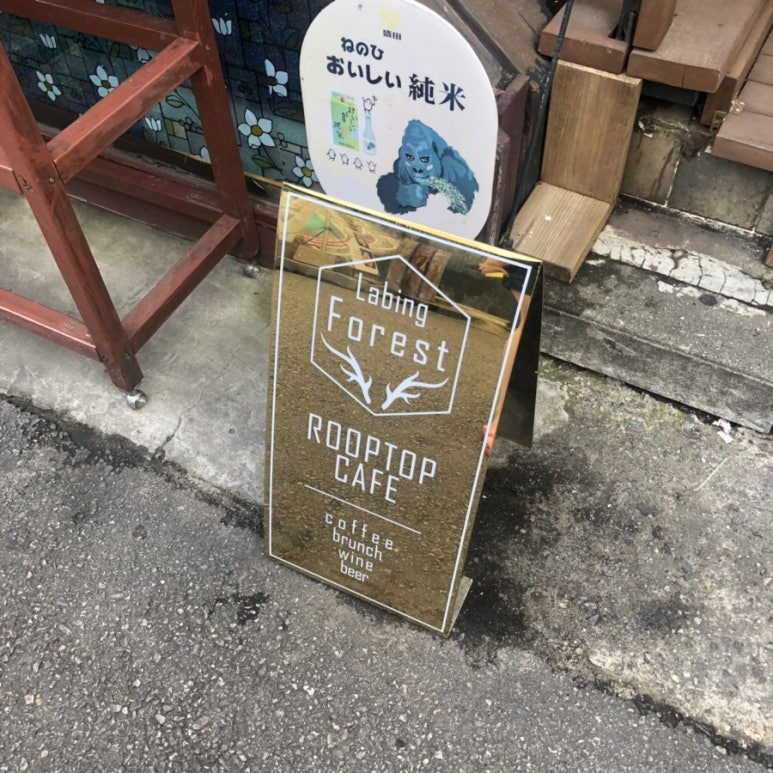 盛田
ねのひ
おいしい純米
Labing
Forest
ROOPTOP
CAFE
coffee
brunch
wine
beer